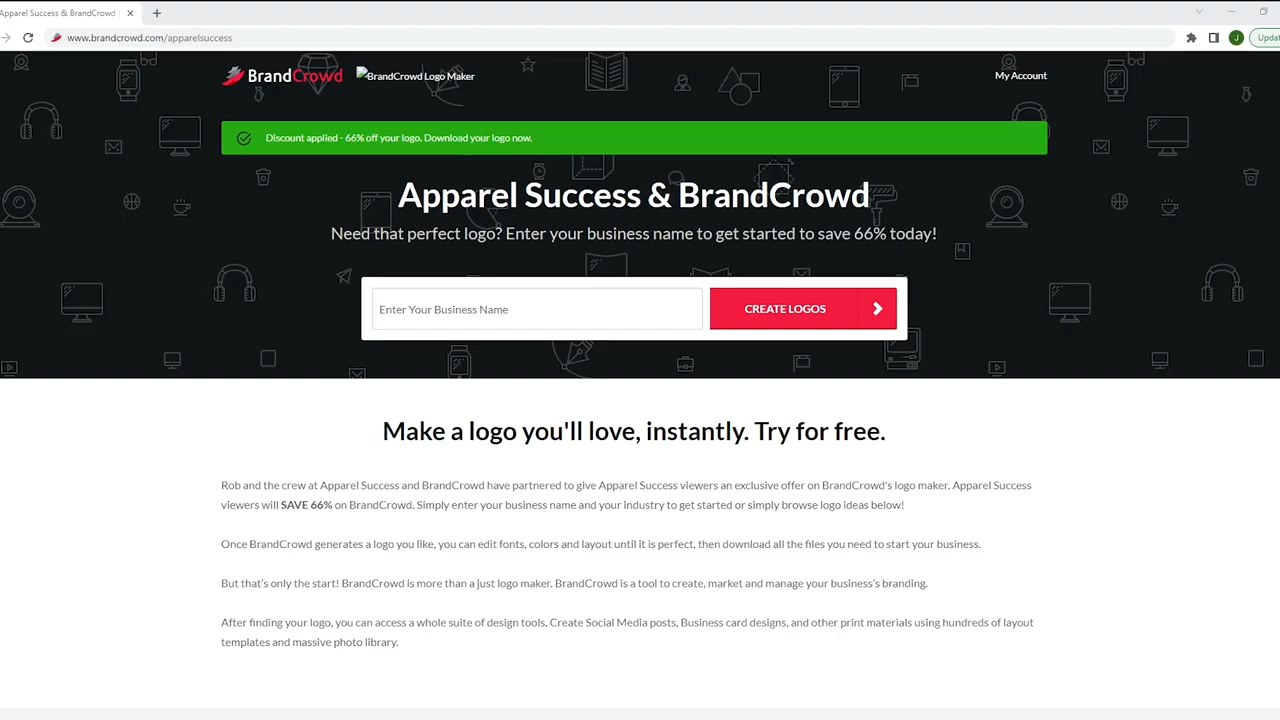 Apparel Success & BrandCrowd
www.brandcrowd.com/apparelsuccess
J
Updat
BrandCrowd
BrandCrowd Logo Maker
My Account
Discount applied - 66% off your logo. Download your logo now.
Apparel Success & BrandCrowd
Need that perfect logo? Enter your business name to get started to save 66% today!
Enter Your Business Name
CREATE LOGOS
Make a logo you'll love, instantly. Try for free.
Rob and the crew at Apparel Success and BrandCrowd have partnered to give Apparel Success viewers an exclusive offer on BrandCrowd's logo maker. Apparel Success
viewers will SAVE 66% on BrandCrowd. Simply enter your business name and your industry to get started or simply browse logo ideas below!
Once BrandCrowd generates a logo you like, you can edit fonts, colors and layout until it is perfect, then download all the files you need to start your business.
But that's only the start! BrandCrowd is more than a just logo maker. BrandCrowd is a tool to create, market and manage your business's branding.
After finding your logo, you can access a whole suite of design tools. Create Social Media posts, Business card designs, and other print materials using hundreds of layout
templates and massive photo library.